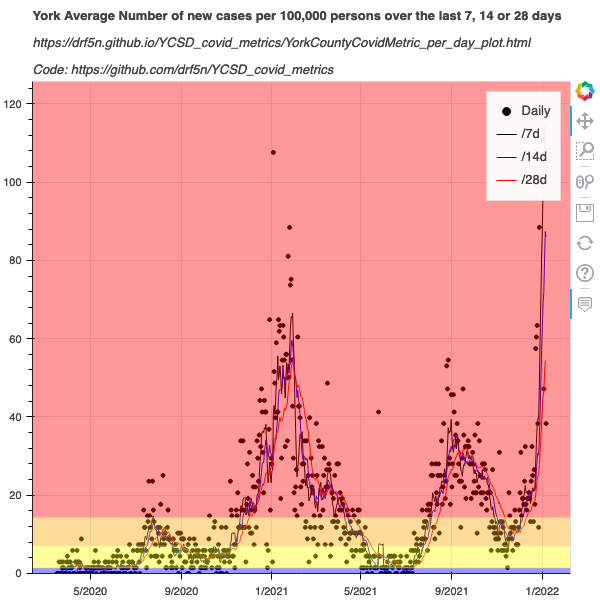 York Average Number of new cases per 100,000 persons over the last 7, 14 or 28 days
https://drf5n.github.io/YCSD_covid_metrics/YorkCountyCovidMetric_per_day_plot.html
Code: https://github.com/drf5n/YCSD_covid_metrics
Daily
/7d
/14d
/28d
120
100
80
60
40
20
0
5/2020 9/2020 1/2021 5/2021 9/2021 1/2022